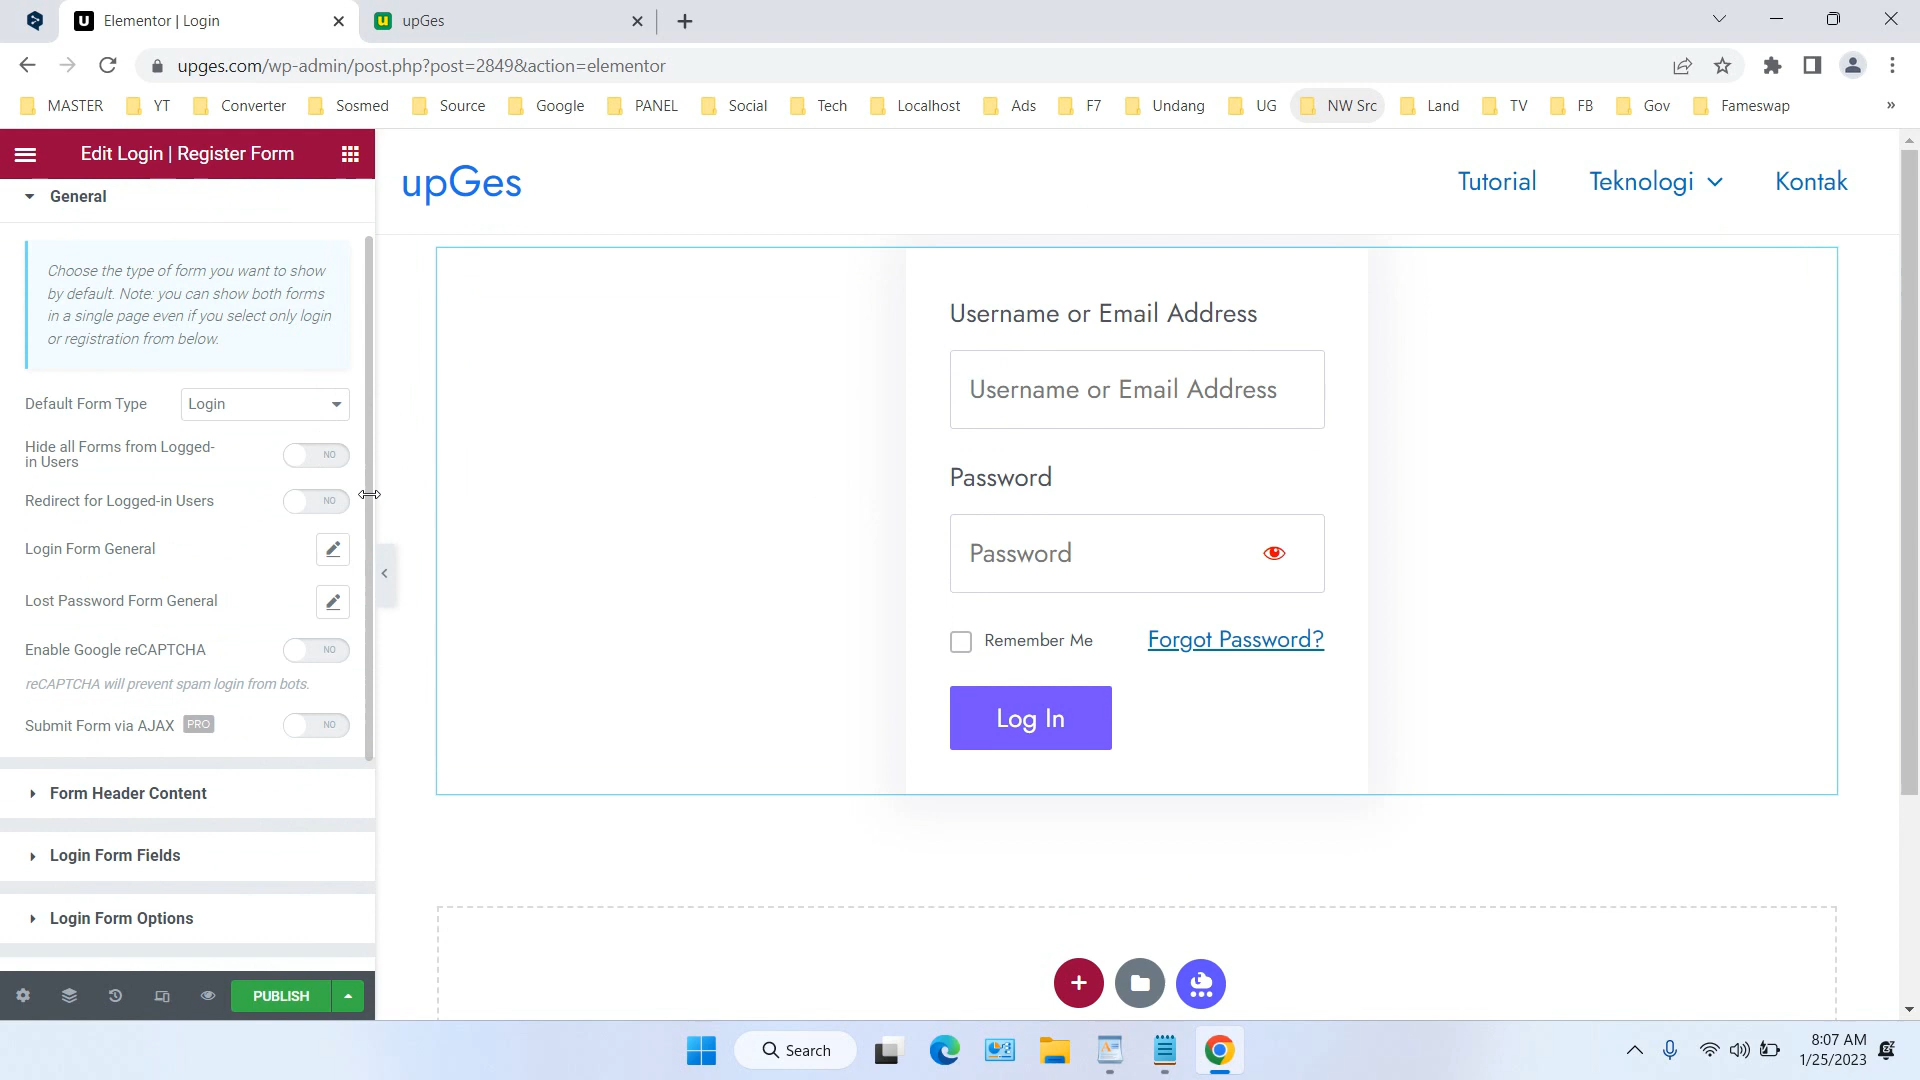 Elementor | Login
upGes
upges.com/wp-admin/post.php?post=2849&action=elementor
MASTER
YT
Converter
Sosmed
Source
Google
PANEL
Social
Tech
Localhost
Ads
F7
Undang
UG
NW Src
Land
TV
FB
Gov
Fameswap
»
Edit Login | Register Form
General
Choose the type of form you want to show
by default. Note: you can show both forms
in a single page even if you select only login
or registration from below.
Default Form Type
Login
Hide all Forms from Logged-
in Users
NO
Redirect for Logged-in Users
NO
Login Form General
Lost Password Form General
Enable Google reCAPTCHA
NO
reCAPTCHA will prevent spam login from bots.
Submit Form via AJAX PRO
NO
Form Header Content
Login Form Fields
Login Form Options
PUBLISH
upGes
Tutorial
Teknologi
Kontak
Username or Email Address
Username or Email Address
Password
Password
Remember Me
Forgot Password?
Log In
Search
8:07 AM
1/25/2023